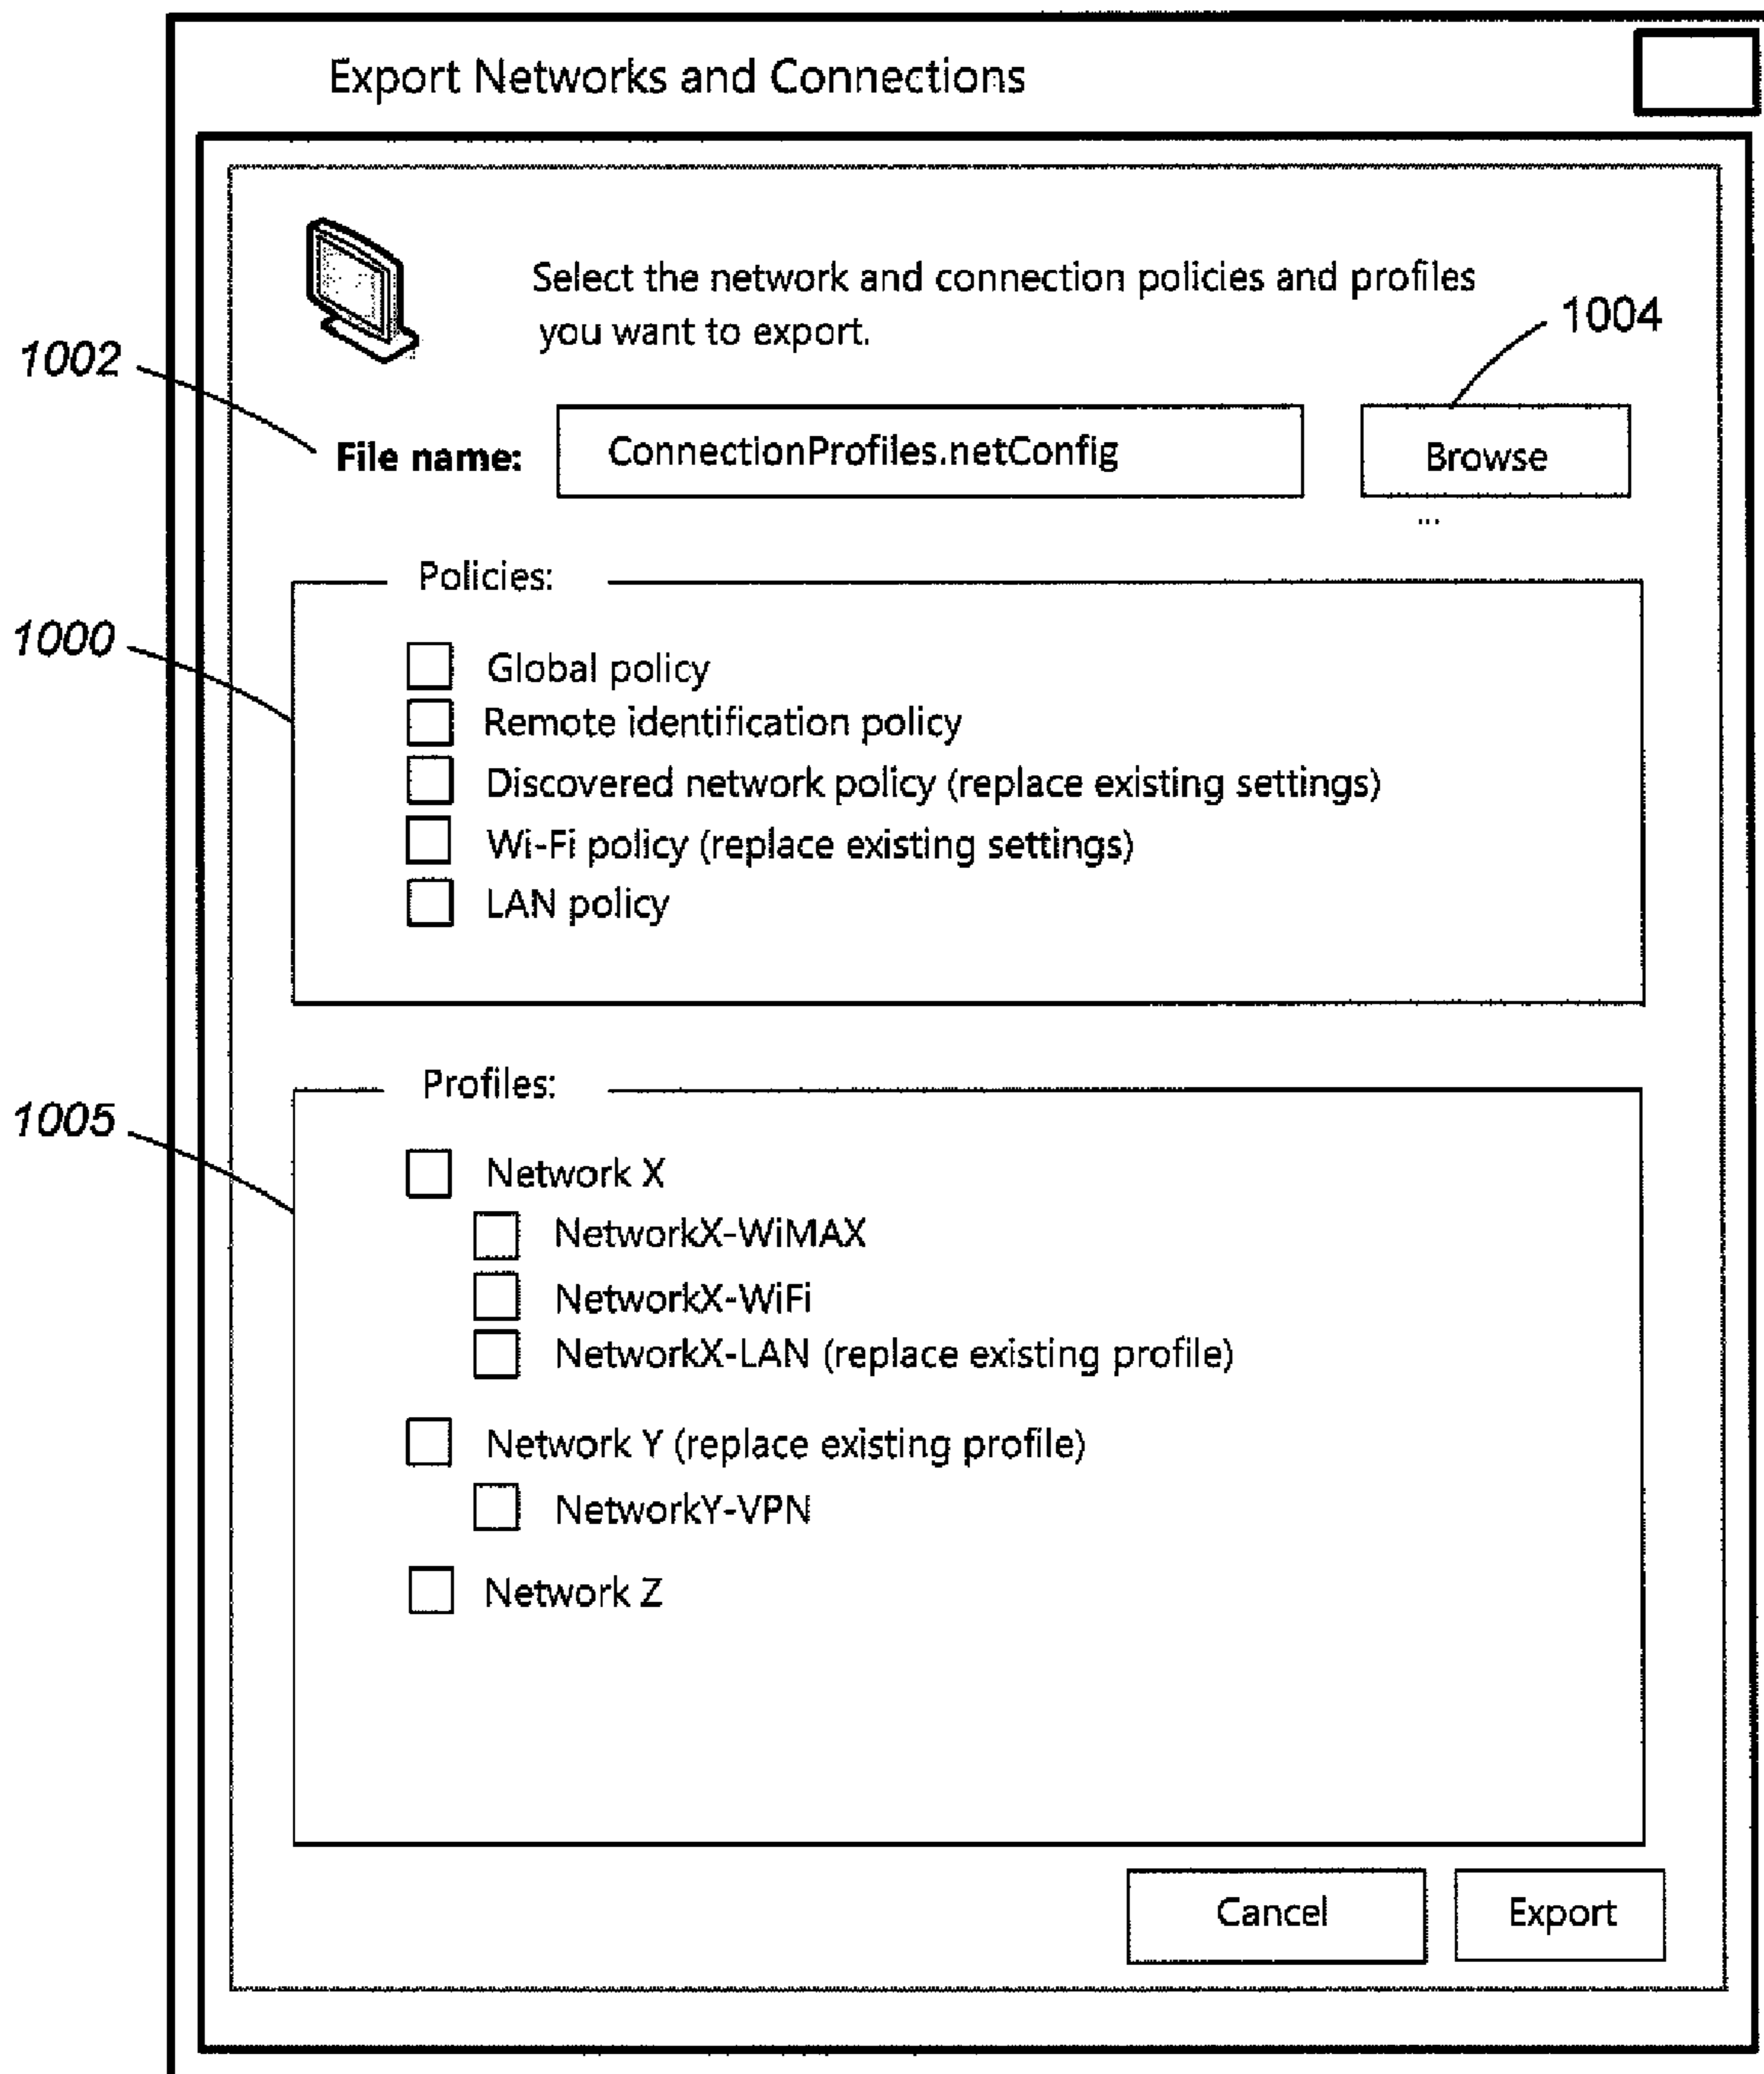 Export Networks and Connections
Select the network and connection policies and profiles
you want to export.
1004
1002
File name:
ConnectionProfiles.netConfig
Browse
...
Policies:
1000
Global policy
Remote identification policy
Discovered network policy (replace existing settings)
Wi-Fi policy (replace existing settings)
LAN policy
Profiles:
1005
Network X
NetworkX-WiMAX
NetworkX-WiFi
NetworkX-LAN (replace existing profile)
Network Y (replace existing profile)
NetworkY-VPN
Network Z
Cancel
Export